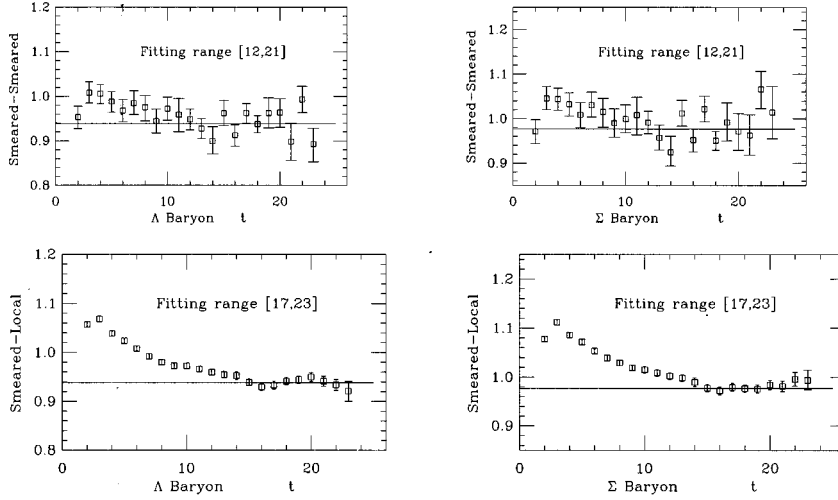 Smeared-Smeared
1.2
1.1
1.0
0.9
0.8
Fitting range [12,21]
0 10 20
Λ Baryon t
Smeared-Smeared
1.2
1.1
1.0
0.9
Fitting range [12,21]
0 10 20
Σ Baryon t
Smeared-Local
1.2
1.1
1.0
0.9
0.8
Fitting range [17,23]
0 10 20
Λ Baryon t
Smeared-Local
1.2
1.1
1.0
0.9
Fitting range [17,23]
0 10 20
Σ Baryon t